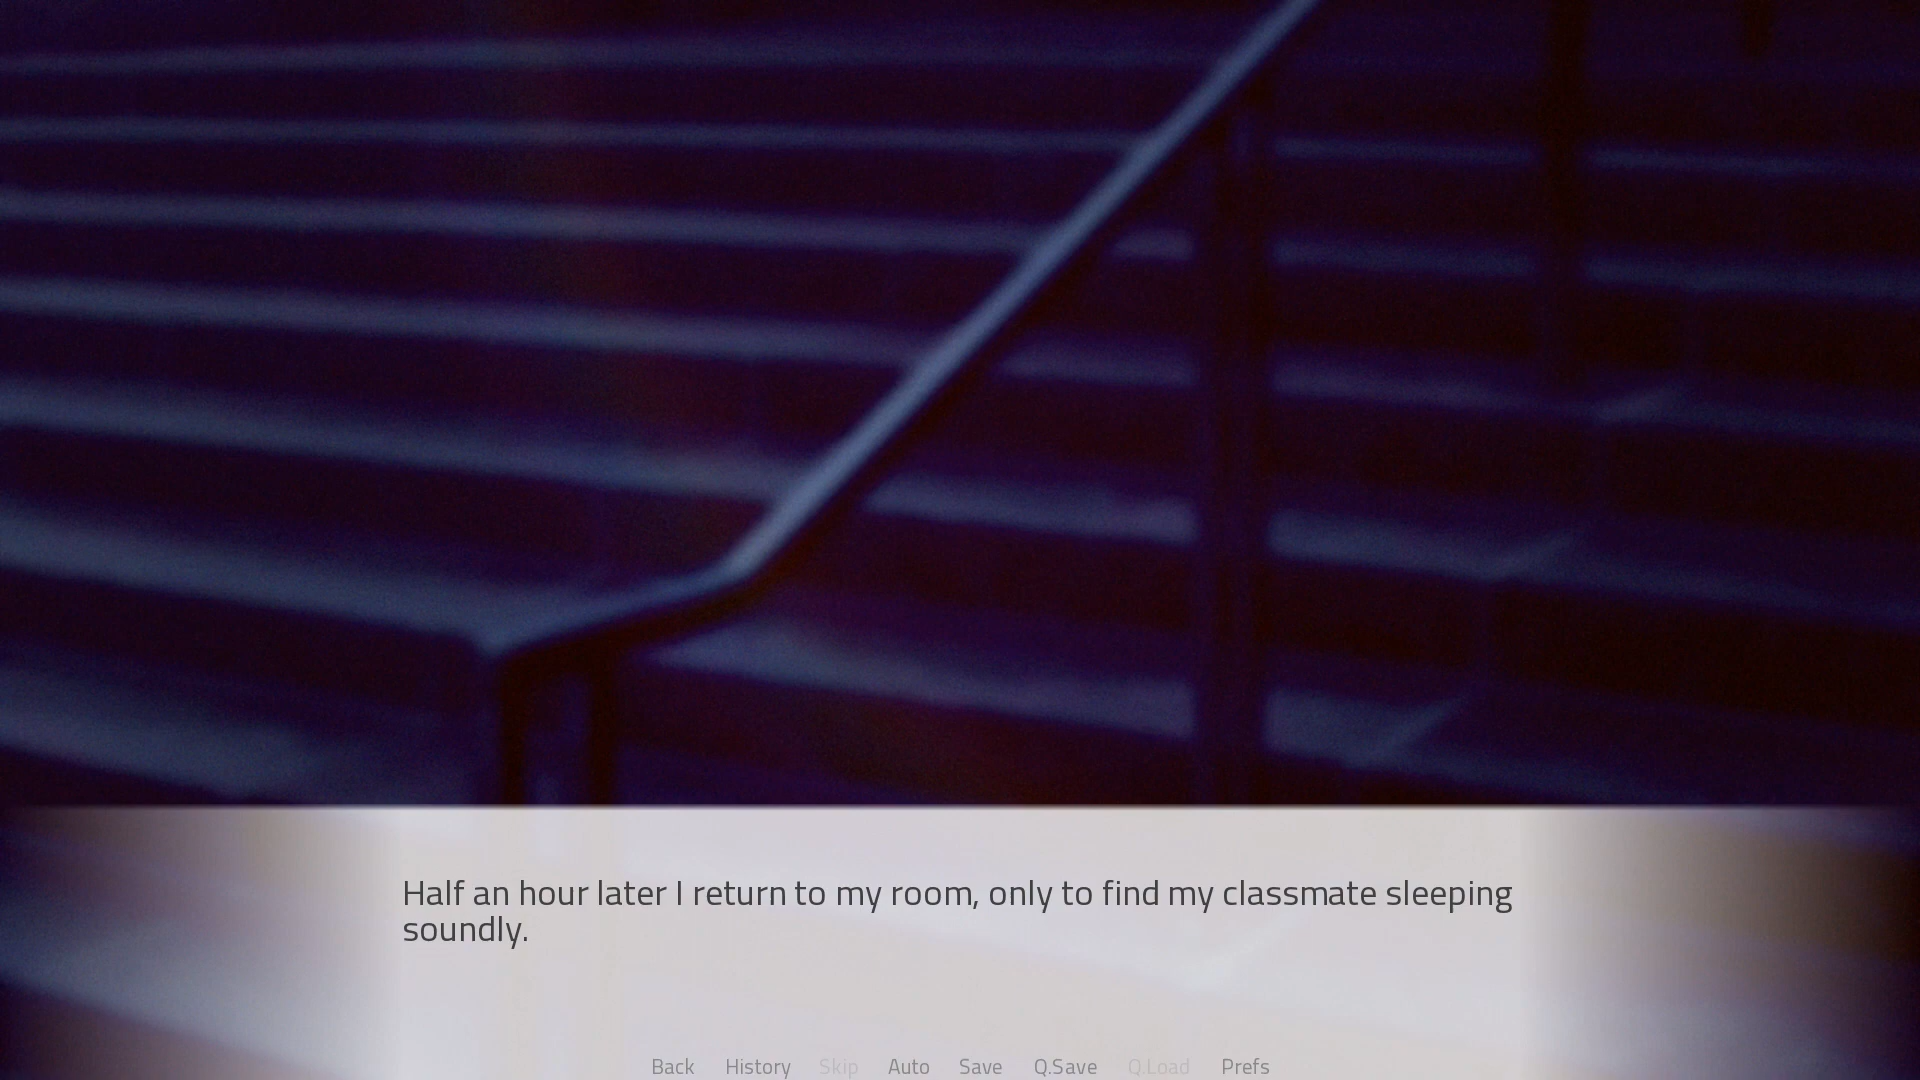 Half an hour later I return to my room, only to find my classmate sleeping
soundly.
Back History Skip Auto Save Q.Save Q.Load Prefs